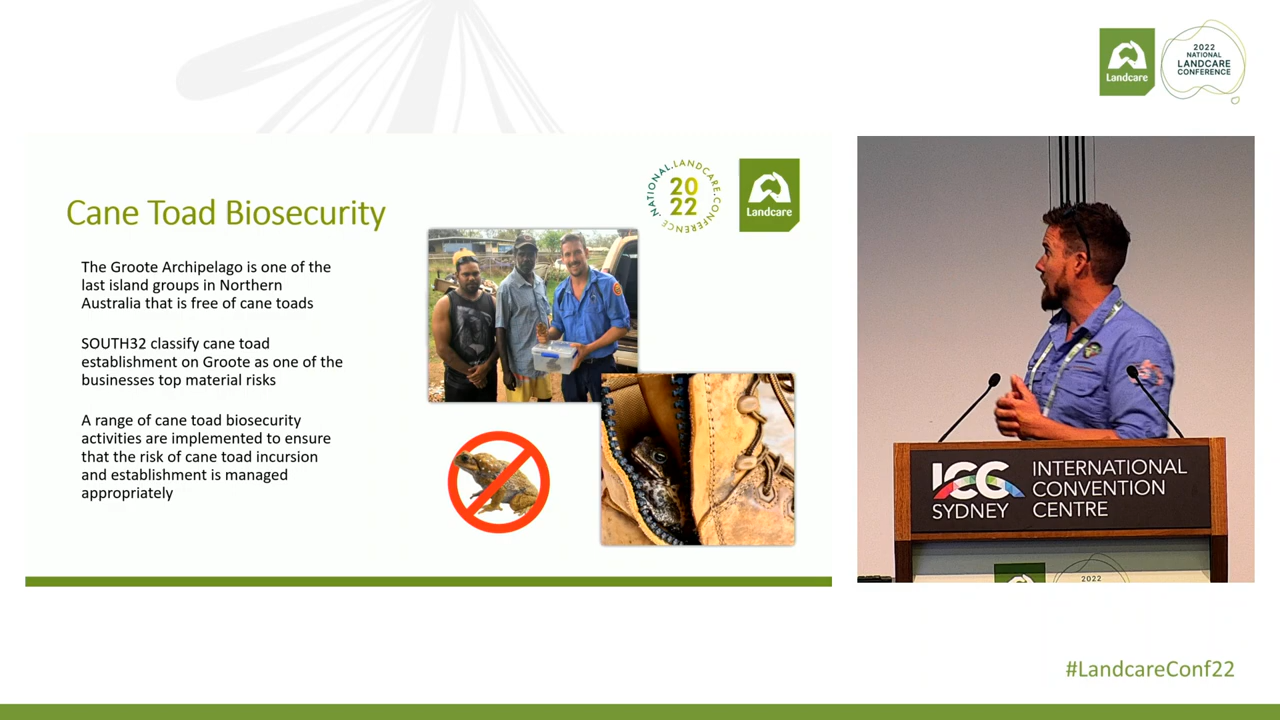 Landcare
2022
NATIONAL
LANDCARE
CONFERENCE
NATIONAL.LANDCARE.CONFERENCE
20
22
Landcare
Cane Toad Biosecurity
The Groote Archipelago is one of the
last island groups in Northern
Australia that is free of cane toads
SOUTH32 classify cane toad
establishment on Groote as one of the
businesses top material risks
A range of cane toad biosecurity
activities are implemented to ensure
that the risk of cane toad incursion
and establishment is managed
appropriately
ICC
SYDNEY
INTERNATIONAL
CONVENTION
CENTRE
2022
#LandcareConf22